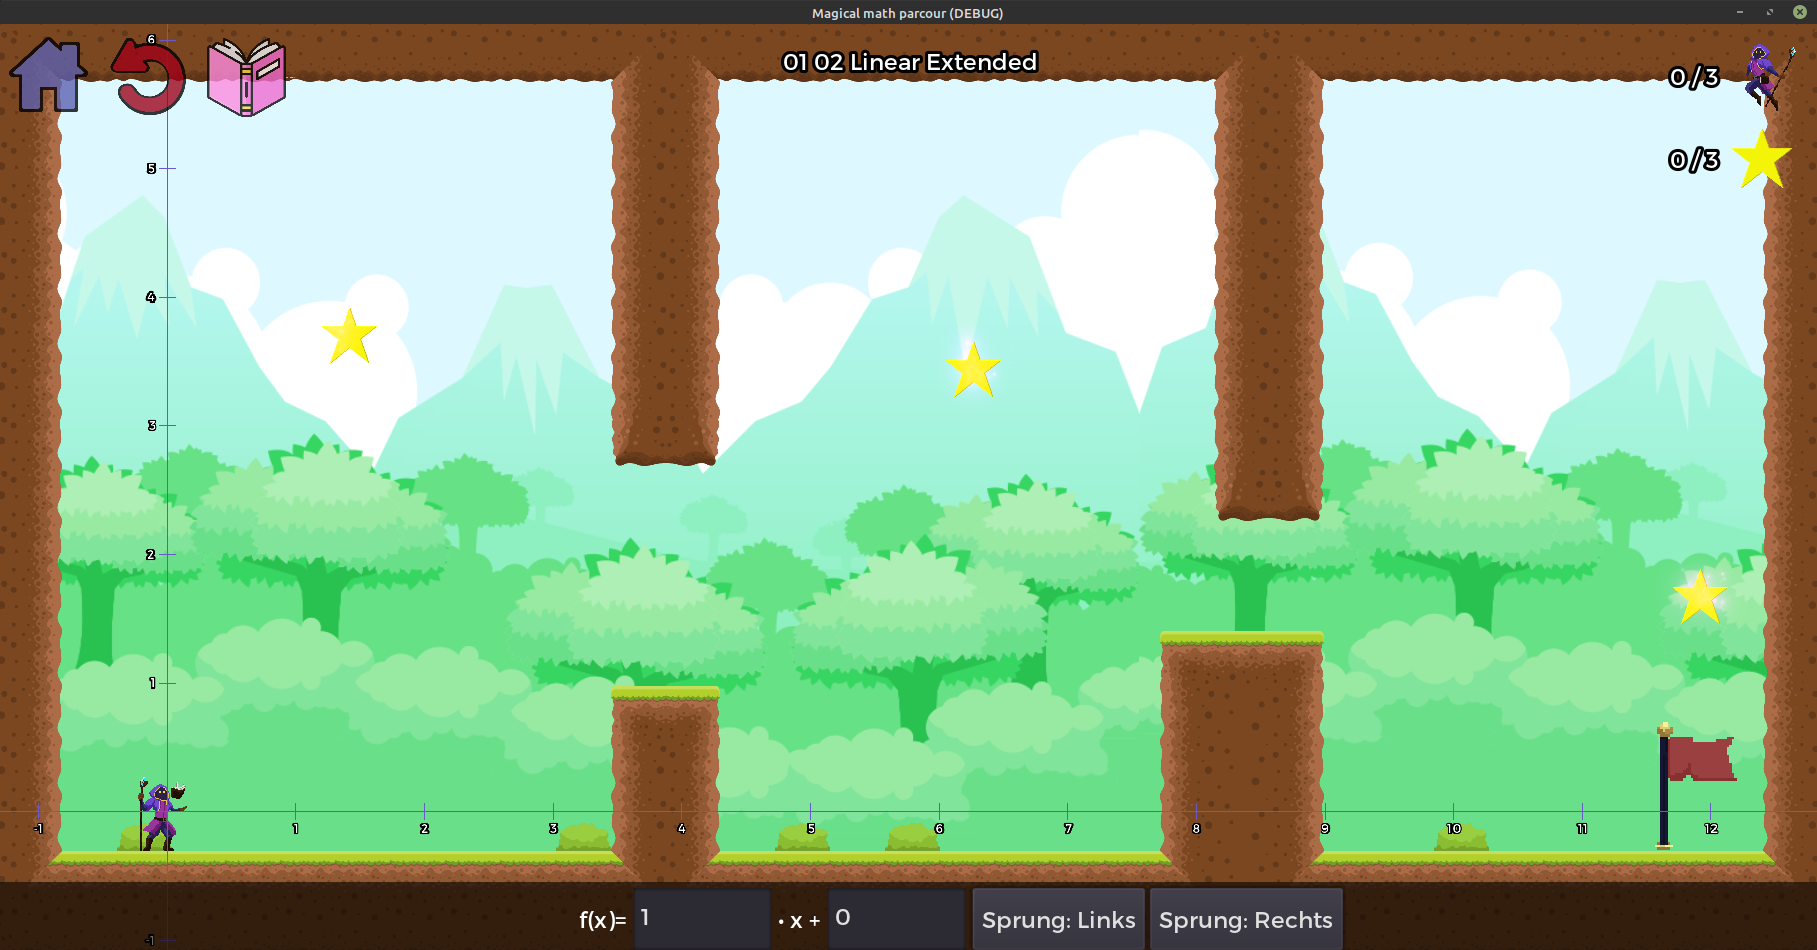 Magical math parcour (DEBUG)
01 02 Linear Extended
0/3
0/3
6
5
4
3
2
1
-1 1 2 3 4 5 6 7 8 9 10 11 12
-1
f(x)= 1 · x + 0 Sprung: Links Sprung: Rechts